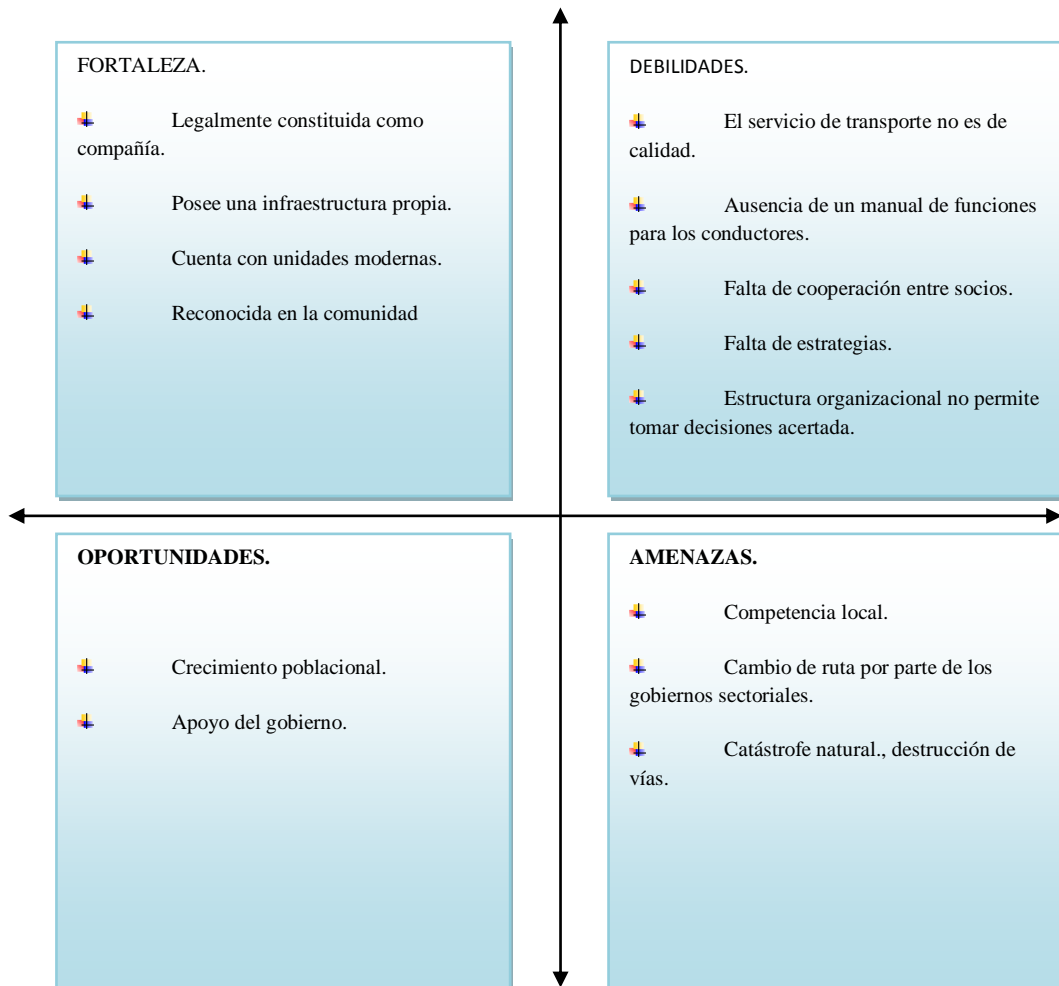 FORTALEZA.
Legalmente constituida como
compañía.
Posee una infraestructura propia.
Cuenta con unidades modernas.
Reconocida en la comunidad
DEBILIDADES.
El servicio de transporte no es de
calidad.
Ausencia de un manual de funciones
para los conductores.
Falta de cooperación entre socios.
Falta de estrategias.
Estructura organizacional no permite
tomar decisiones acertada.
OPORTUNIDADES.
Crecimiento poblacional.
Apoyo del gobierno.
AMENAZAS.
Competencia local.
Cambio de ruta por parte de los
gobiernos sectoriales.
Catástrofe natural., destrucción de
vías.